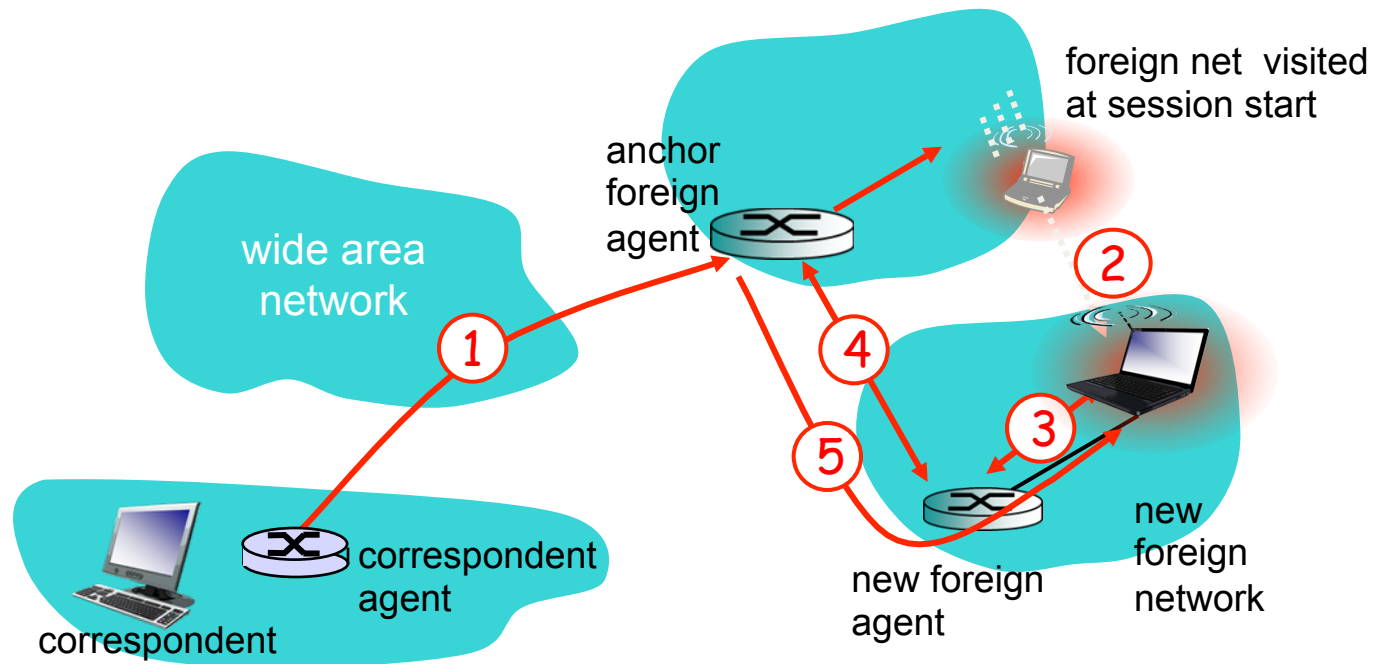 foreign net visited
at session start
anchor
foreign
agent
wide area
network
2
1
4
3
5
correspondent
agent
correspondent
new foreign
agent
new
foreign
network